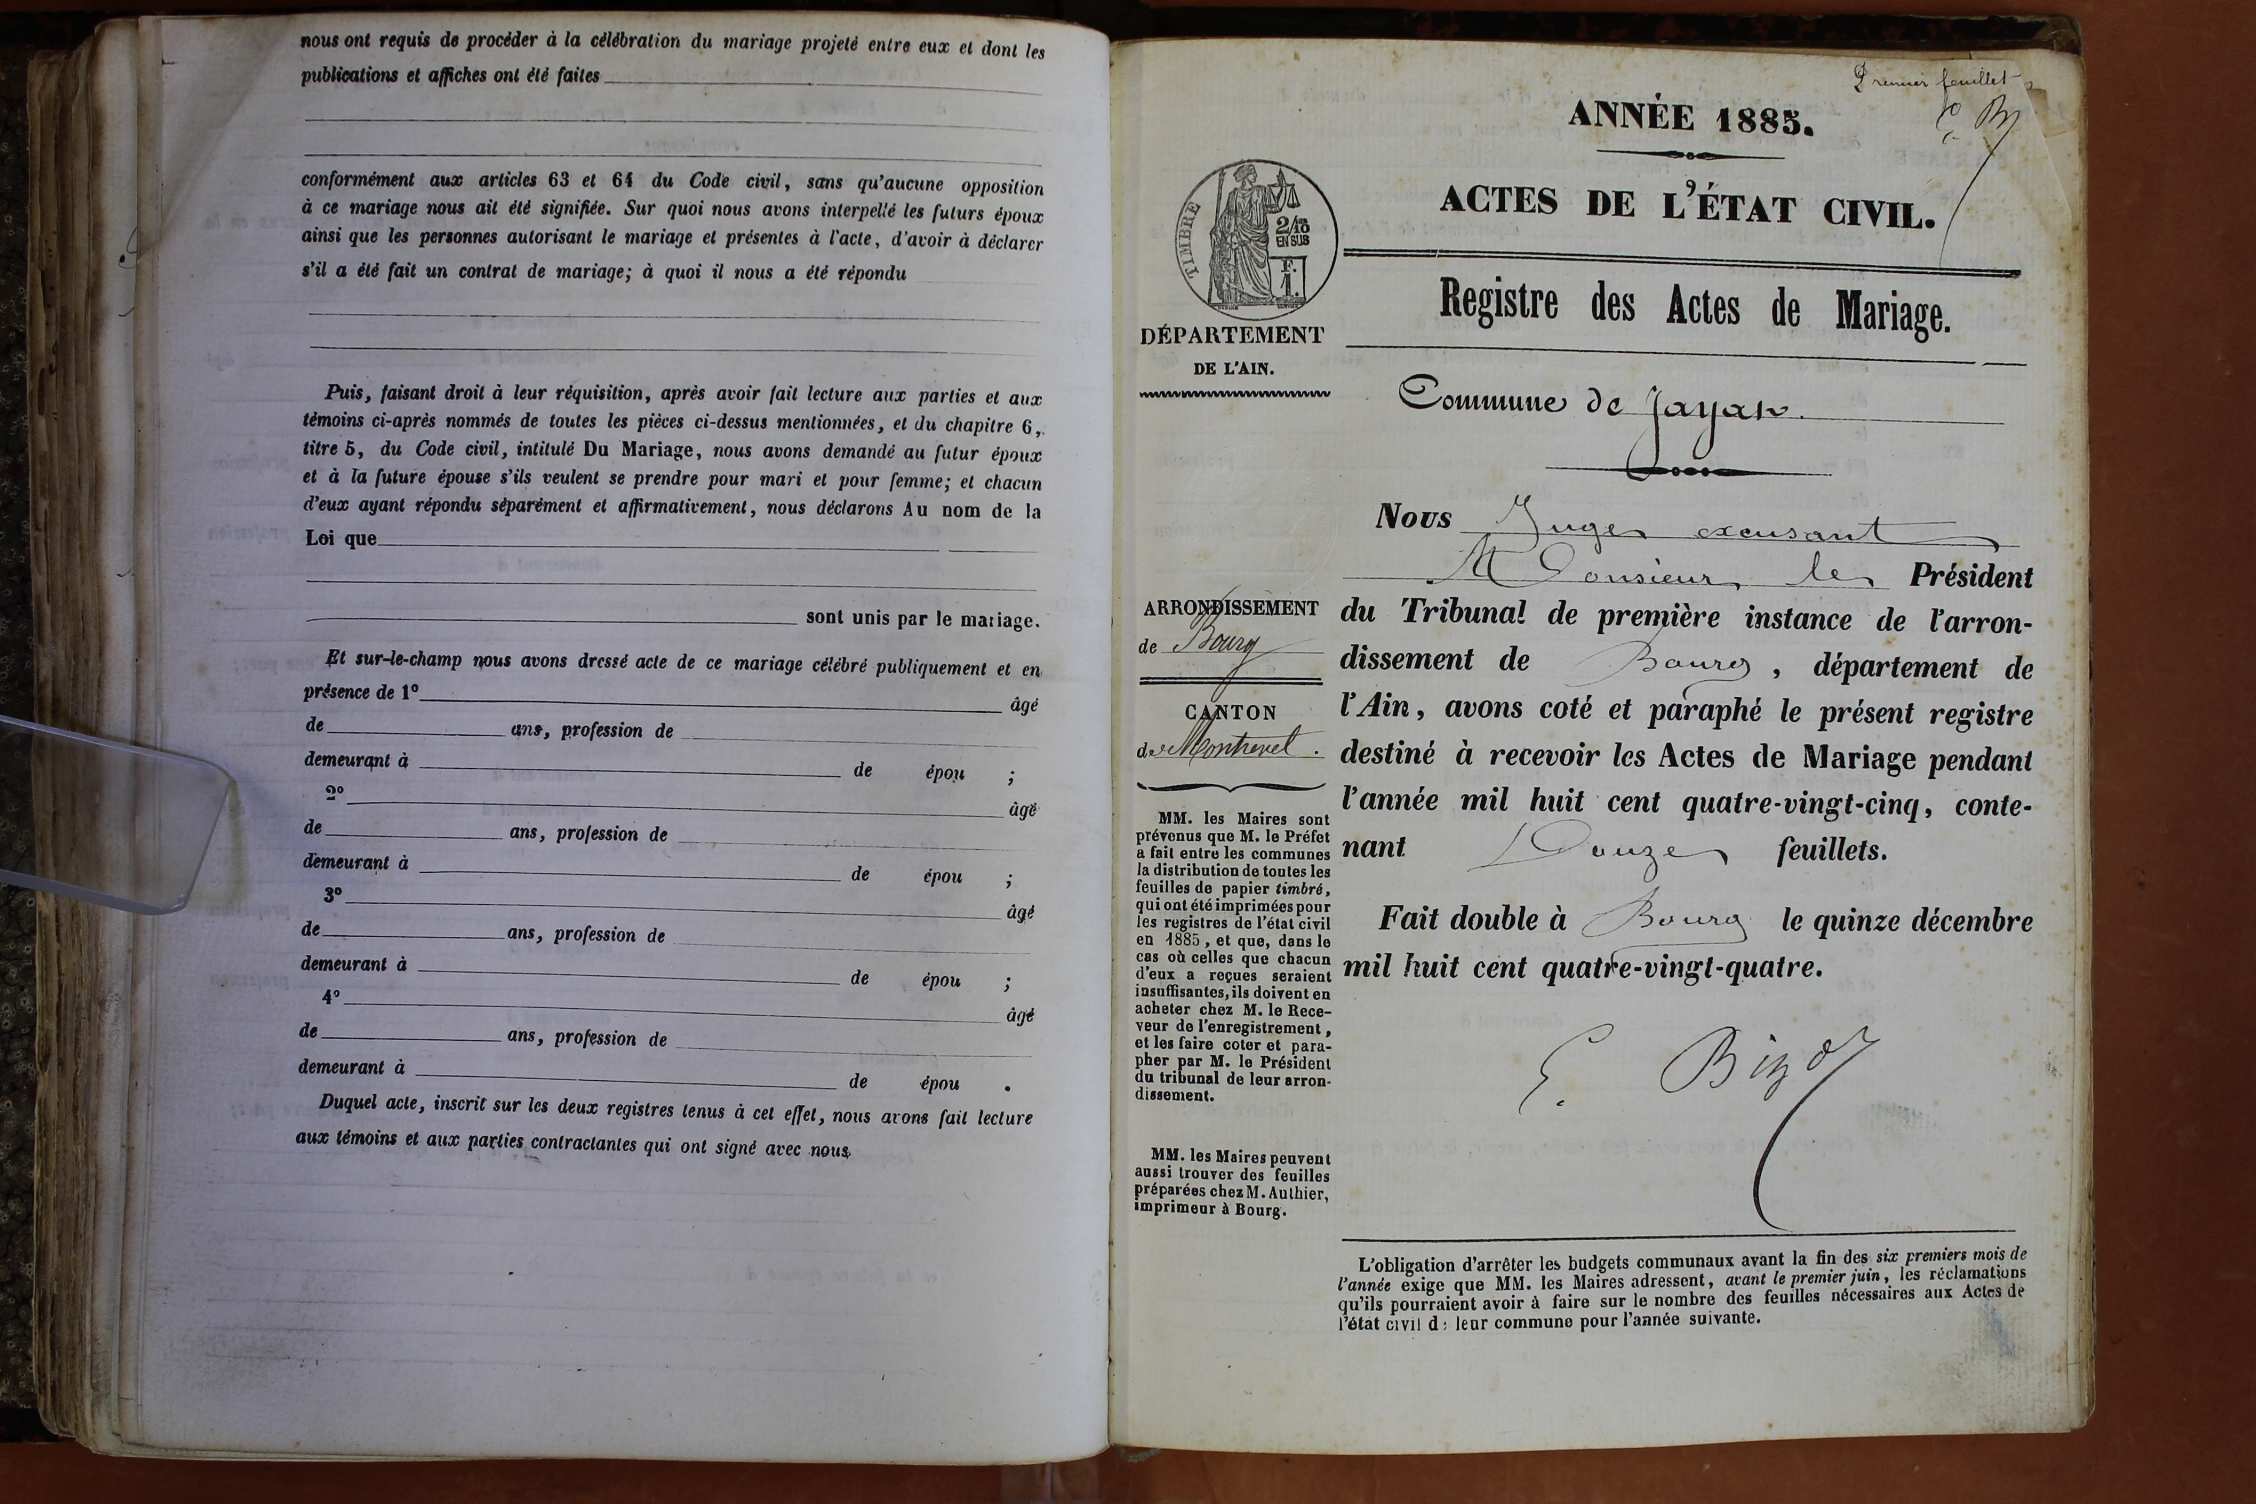 nous ont requis de procéder à la célébration du mariage projeté entre eux et dont les
publications et affiches ont été faites
conformément aux articles 63 et 64 du Code civil, sans qu'aucune opposition
à ce mariage nous ait été signifiée. Sur quoi nous avons interpellé les futurs époux
ainsi que les personnes autorisant le mariage et présentes à l'acte, d'avoir à déclarer
s'il a été fait un contrat de mariage; à quoi il nous a été répondu
Puis, faisant droit à leur réquisition, après avoir fait lecture aux parties et aux
témoins ci-après nommés de toutes les pièces ci-dessus mentionnées, et du chapitre 6,
titre 5, du Code civil, intitulé Du Mariage, nous avons demandé au futur époux
et à la future épouse s'ils veulent se prendre pour mari et pour femme; et chacun
d'eux ayant répondu séparément et affirmativement, nous déclarons Au nom de la
Loi que
sont unis par le mariage.
Et sur-le-champ nous avons dressé acte de ce mariage célébré publiquement et en
présence de 1º âgé
de ans, profession de
demeurant à de épou ;
2º âgé
de ans, profession de
demeurant à de épou ;
3º âgé
de ans, profession de
demeurant à de épou ;
4º âgé
de ans, profession de
demeurant à de épou .
Duquel acte, inscrit sur les deux registres tenus à cet effet, nous avons fait lecture
aux témoins et aux parties contractantes qui ont signé avec nous
Premier feuillet
E B
ANNÉE 1885.
ACTES DE L'ÉTAT CIVIL.
TIMBRE
2/10
EN SUS
F.
1.
DÉPARTEMENT
DE L'AIN.
Registre des Actes de Mariage.
Commune de Jayat
ARRONDISSEMENT
de Bourg
CANTON
de Montrevel.
MM. les Maires sont
prévenus que M. le Préfet
a fait entre les communes
la distribution de toutes les
feuilles de papier timbré,
qui ont été imprimées pour
les registres de l'état civil
en 1885, et que, dans le
cas où celles que chacun
d'eux a reçues seraient
insuffisantes, ils doivent en
acheter chez M. le Rece-
veur de l'enregistrement,
et les faire coter et para-
pher par M. le Président
du tribunal de leur arron-
dissement.
MM. les Maires peuvent
aussi trouver des feuilles
préparées chez M. Authier,
imprimeur à Bourg.
Nous Juge excusant
Monsieur le Président
du Tribunal de première instance de l'arron-
dissement de Bourg, département de
l'Ain, avons coté et paraphé le présent registre
destiné à recevoir les Actes de Mariage pendant
l'année mil huit cent quatre-vingt-cinq, conte-
nant Douze feuillets.
Fait double à Bourg le quinze décembre
mil huit cent quatre-vingt-quatre.
E. Bizot
L'obligation d'arrêter les budgets communaux avant la fin des six premiers mois de
l'année exige que MM. les Maires adressent, avant le premier juin, les réclamations
qu'ils pourraient avoir à faire sur le nombre des feuilles nécessaires aux Actes de
l'état civil de leur commune pour l'année suivante.